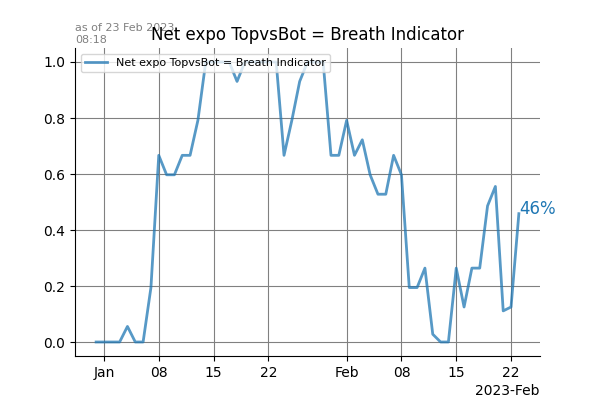 as of 23 Feb 2023
08:18
Net expo TopvsBot = Breath Indicator
Net expo TopvsBot = Breath Indicator
1.0
0.8
0.6
0.4
0.2
0.0
46%
Jan 08 15 22 Feb 08 15 22
2023-Feb